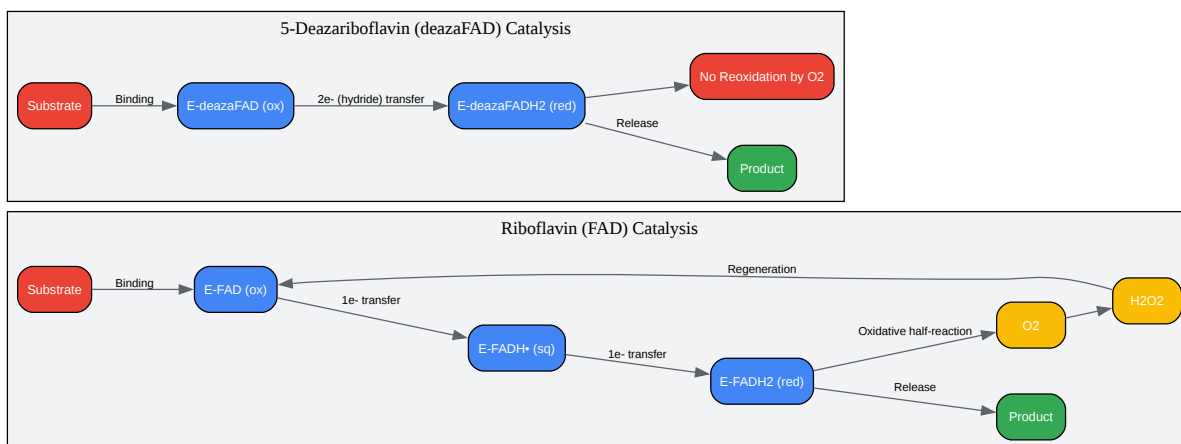 5-Deazariboflavin (deazaFAD) Catalysis
No Reoxidation by O2
Substrate
Binding
E-deazaFAD (ox)
2e- (hydride) transfer
E-deazaFADH2 (red)
Release
Product
Riboflavin (FAD) Catalysis
Regeneration
Substrate
Binding
E-FAD (ox)
H2O2
1e- transfer
O2
Oxidative half-reaction
E-FADH• (sq)
1e- transfer
E-FADH2 (red)
Release
Product